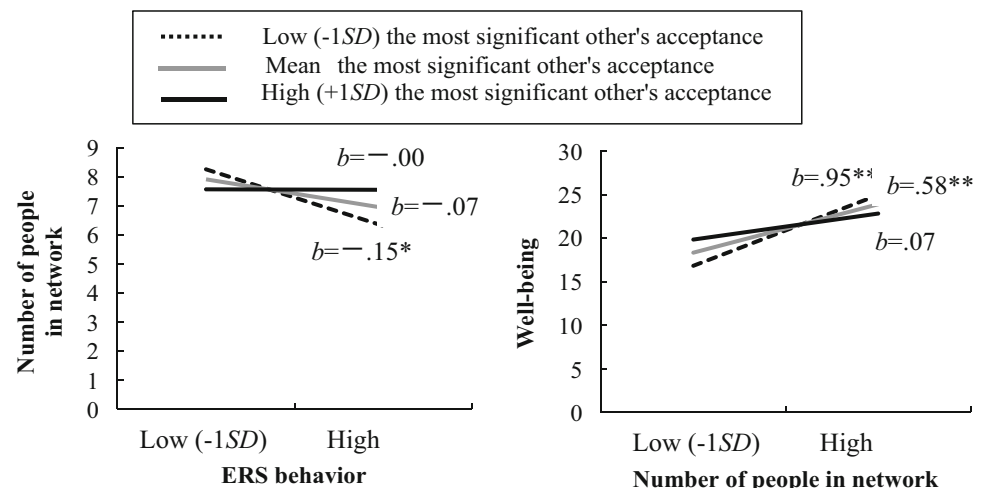 Low (-1SD) the most significant other's acceptance
Mean the most significant other's acceptance
High (+1SD) the most significant other's acceptance
Number of people
in network
9
8
7
6
5
4
3
2
1
0
b=−.00
b=−.07
b=−.15*
Low (-1SD)
High
ERS behavior
Well-being
30
25
20
15
10
5
0
b=.95**
b=.58**
b=.07
Low (-1SD)
High
Number of people in network